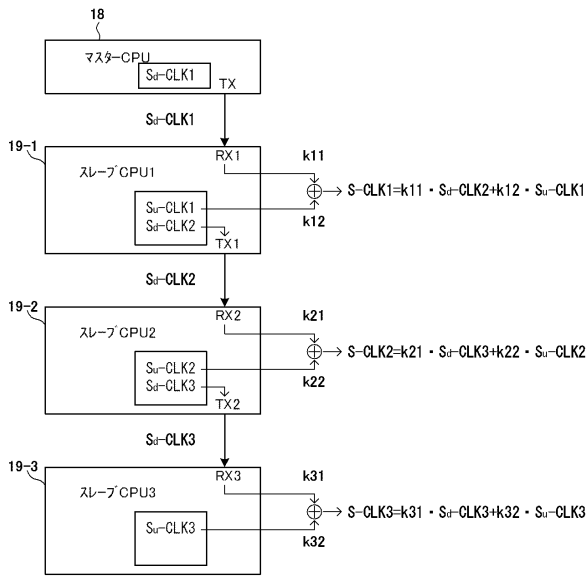 18
マスターCPU
Sd-CLK1
TX
Sd-CLK1
19-1
RX1
k11
スレーブCPU1
Su-CLK1
S-CLK1=k11・Sd-CLK2+k12・Su-CLK1
Sd-CLK2
k12
TX1
Sd-CLK2
19-2
RX2
k21
スレーブCPU2
Su-CLK2
S-CLK2=k21・Sd-CLK3+k22・Su-CLK2
Sd-CLK3
k22
TX2
Sd-CLK3
19-3
RX3
k31
スレーブCPU3
Su-CLK3
S-CLK3=k31・Sd-CLK3+k32・Su-CLK3
k32